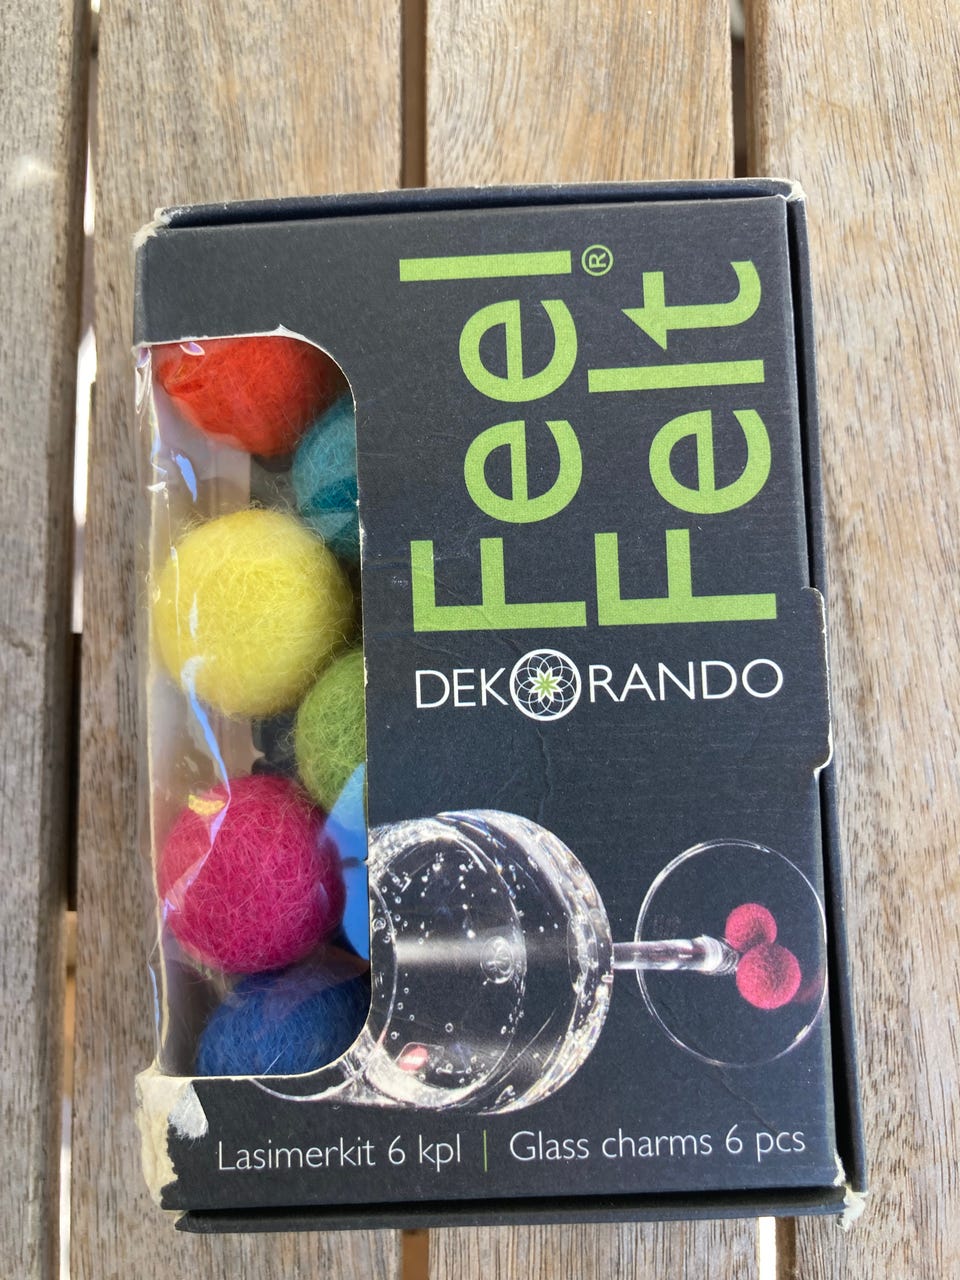 Feel
Felt®
DEKORANDO
Lasimerkit 6 kpl | Glass charms 6 pcs